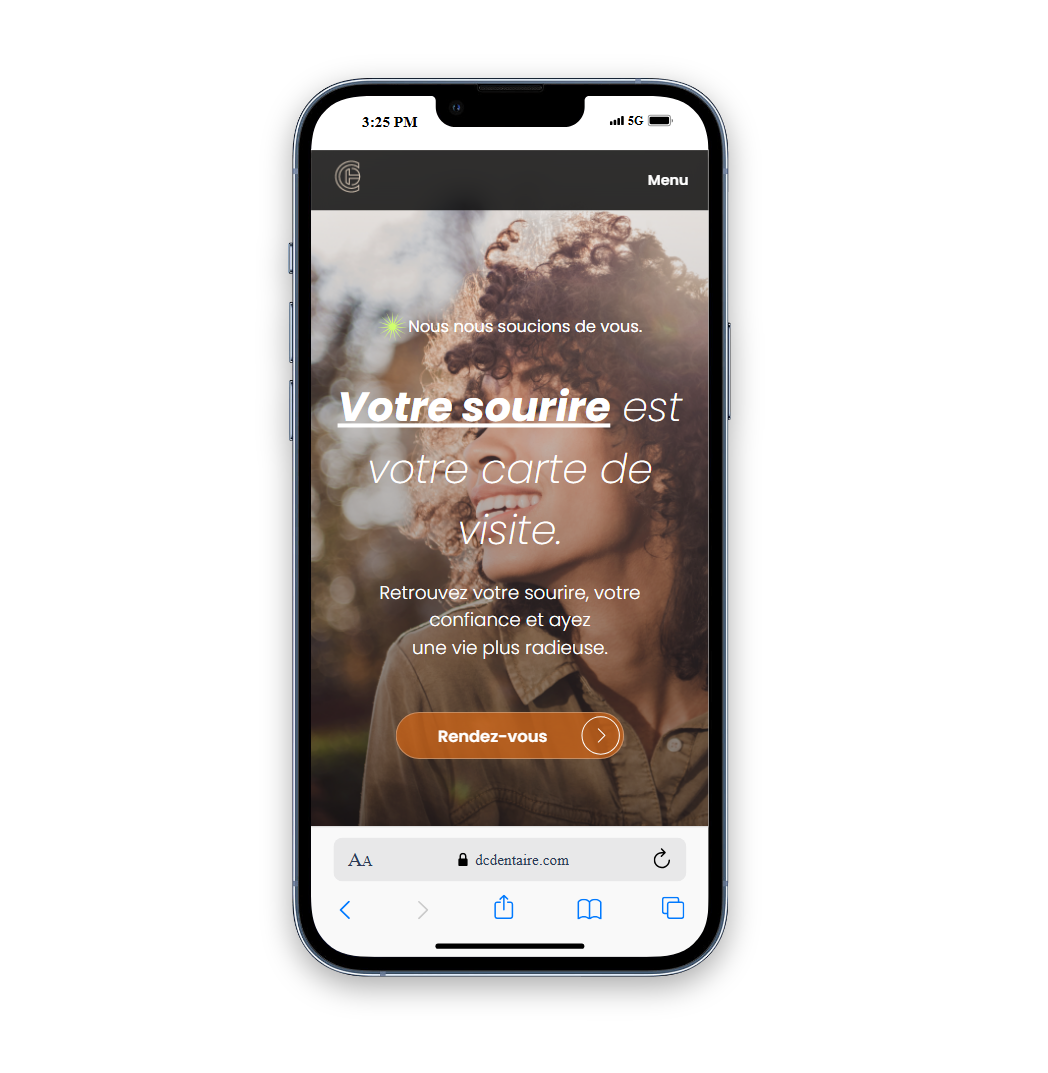 3:25 PM 5G
Menu
Nous nous soucions de vous.
Votre sourire est
votre carte de
visite.
Retrouvez votre sourire, votre
confiance et ayez
une vie plus radieuse.
Rendez-vous
AA dcdentaire.com